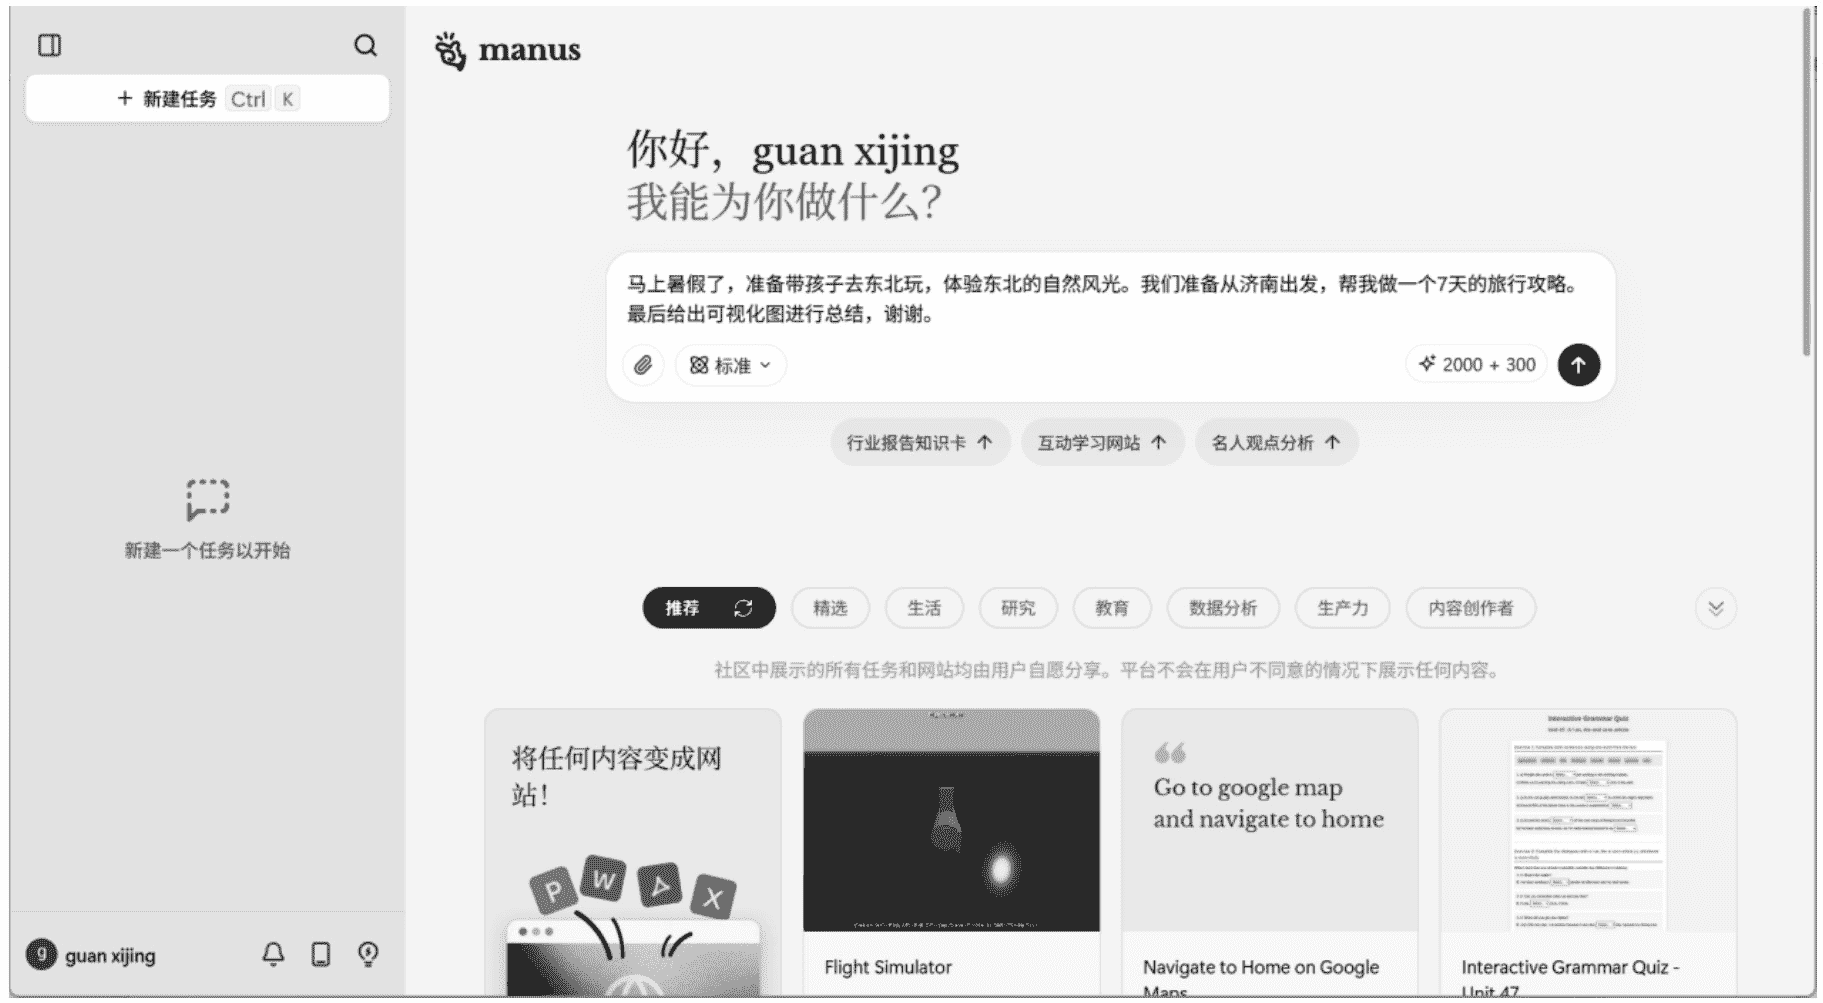 manus
+ 新建任务 Ctrl K
你好，guan xijing
我能为你做什么？
马上暑假了，准备带孩子去东北玩，体验东北的自然风光。我们准备从济南出发，帮我做一个7天的旅行攻略。
最后给出可视化图进行总结，谢谢。
标准
2000 + 300
行业报告知识卡 ↑
互动学习网站 ↑
名人观点分析 ↑
新建一个任务以开始
推荐
精选
生活
研究
教育
数据分析
生产力
内容创作者
社区中展示的所有任务和网站均由用户自愿分享。平台不会在用户不同意的情况下展示任何内容。
将任何内容变成网
站！
P
W
X
Go to google map
and navigate to home
Interactive Grammar Quiz
Flight Simulator
Navigate to Home on Google
Maps
Interactive Grammar Quiz -
Unit 47
g
guan xijing